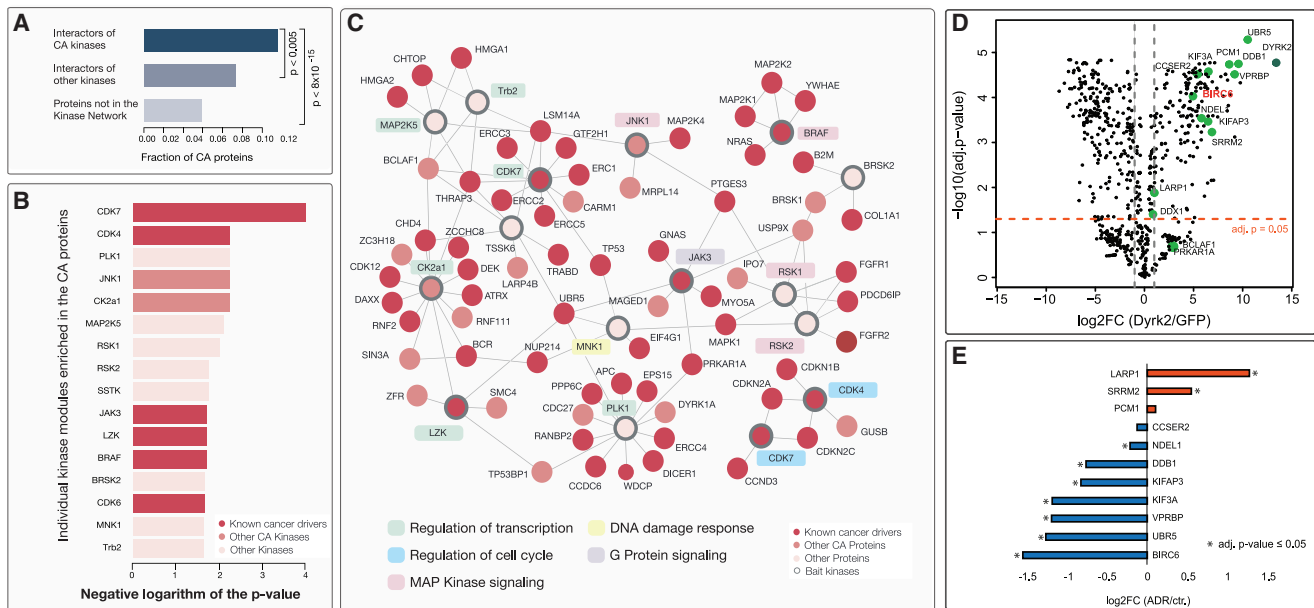 A
Interactors of
CA kinases
Interactors of
other kinases
Proteins not in the
Kinase Network
p < 0.005
p < 8x10⁻¹⁵
0.00 0.02 0.04 0.06 0.08 0.10 0.12
Fraction of CA proteins
B
Individual kinase modules enriched in the CA proteins
CDK7
CDK4
PLK1
JNK1
CK2a1
MAP2K5
RSK1
RSK2
SSTK
JAK3
LZK
BRAF
BRSK2
CDK6
MNK1
Trb2
Known cancer drivers
Other CA Kinases
Other Kinases
0 1 2 3 4
Negative logarithm of the p-value
C
HMGA1
CHTOP
HMGA2
Trb2
MAP2K5
LSM14A
ERCC3
GTF2H1
BCLAF1
CDK7
ERC1
THRAP3
ERCC2
CARM1
ERCC5
JNK1
MAP2K4
MRPL14
MAP2K2
YWHAE
MAP2K1
BRAF
NRAS
B2M
BRSK2
PTGES3
BRSK1
COL1A1
CHD4
ZCCHC8
ZC3H18
CK2a1
TSSK6
TP53
GNAS
USP9X
CDK12
DEK
LARP4B
TRABD
JAK3
IPO7
RSK1
FGFR1
DAXX
ATRX
UBR5
MAGED1
MYO5A
PDCD6IP
RNF2
RNF111
SIN3A
BCR
NUP214
MNK1
EIF4G1
MAPK1
RSK2
FGFR2
PRKAR1A
APC
EPS15
PPP6C
CDKN1B
CDKN2A
CDK4
ZFR
SMC4
CDC27
PLK1
DYRK1A
LZK
RANBP2
ERCC4
GUSB
CDK7
CDKN2C
TP53BP1
DICER1
CCDC6
WDCP
CCND3
Regulation of transcription
DNA damage response
Regulation of cell cycle
G Protein signaling
MAP Kinase signaling
Known cancer drivers
Other CA Proteins
Other Proteins
Bait kinases
D
UBR5
PCM1
DYRK2
KIF3A
DDB1
CCSER2
VPRBP
BIRC6
NDEL1
KIFAP3
SRRM2
LARP1
DDX1
adj. p = 0.05
BCLAF1
PRKAR1A
−log10(adj.p−value)
5
4
3
2
1
0
−15 −10 −5 0 5 10 15
log2FC (Dyrk2/GFP)
E
LARP1 *
SRRM2 *
PCM1
CCSER2
* NDEL1
* DDB1
* KIFAP3
* KIF3A
* VPRBP
* UBR5
* BIRC6
* adj. p-value ≤ 0.05
-1.5 -1 -0.5 0 0,5 1 1.5
log2FC (ADR/ctr.)